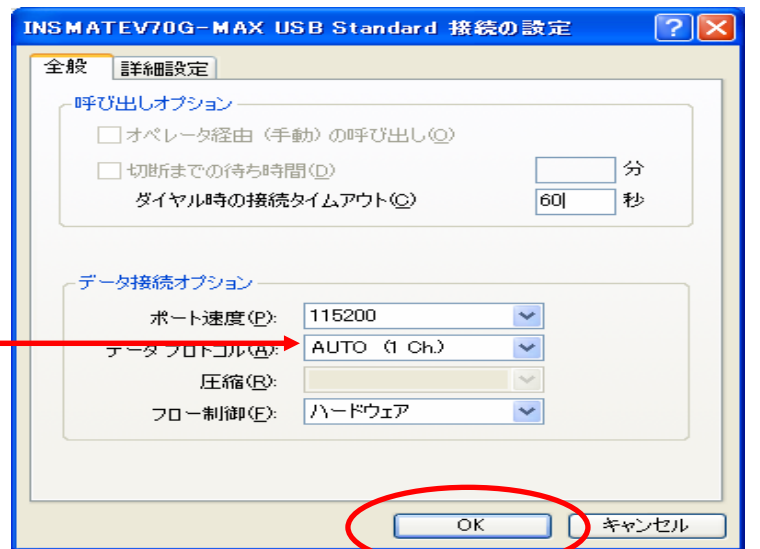 INSMATEV70G-MAX USB Standard 接続の設定
全般 詳細設定
呼び出しオプション
オペレータ経由（手動）の呼び出し(O)
切断までの待ち時間(D) 分
ダイヤル時の接続タイムアウト(C) 60 秒
データ接続オプション
ポート速度(P): 115200
データ プロトコル(A): AUTO (1 Ch.)
圧縮(R):
フロー制御(F): ハードウェア
OK キャンセル